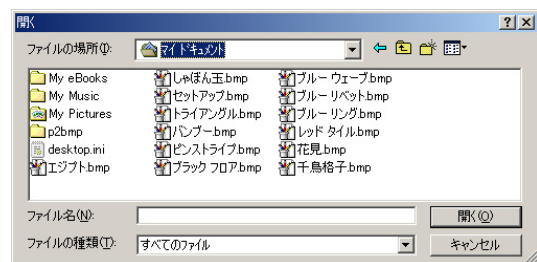 開く
ファイルの場所(I):
マイ ドキュメント
My eBooks
My Music
My Pictures
p2bmp
desktop.ini
エジプト.bmp
しゃぼん玉.bmp
セットアップ.bmp
トライアングル.bmp
バンブー.bmp
ピンストライプ.bmp
ブラック フロア.bmp
ブルー ウェーブ.bmp
ブルー リベット.bmp
ブルー リング.bmp
レッド タイル.bmp
花見.bmp
千鳥格子.bmp
ファイル名(N):
開く(O)
ファイルの種類(T):
すべてのファイル
キャンセル